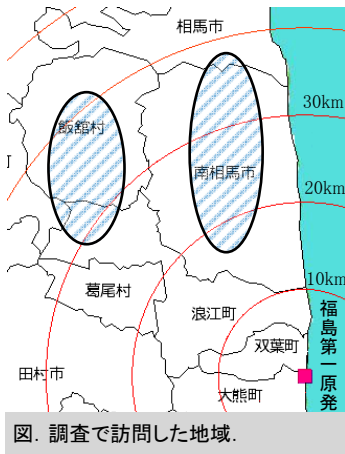 相馬市
30km
飯舘村
南相馬市
20km
10km
葛尾村
浪江町
双葉町
田村市
大熊町
福島第一原発
図. 調査で訪問した地域.